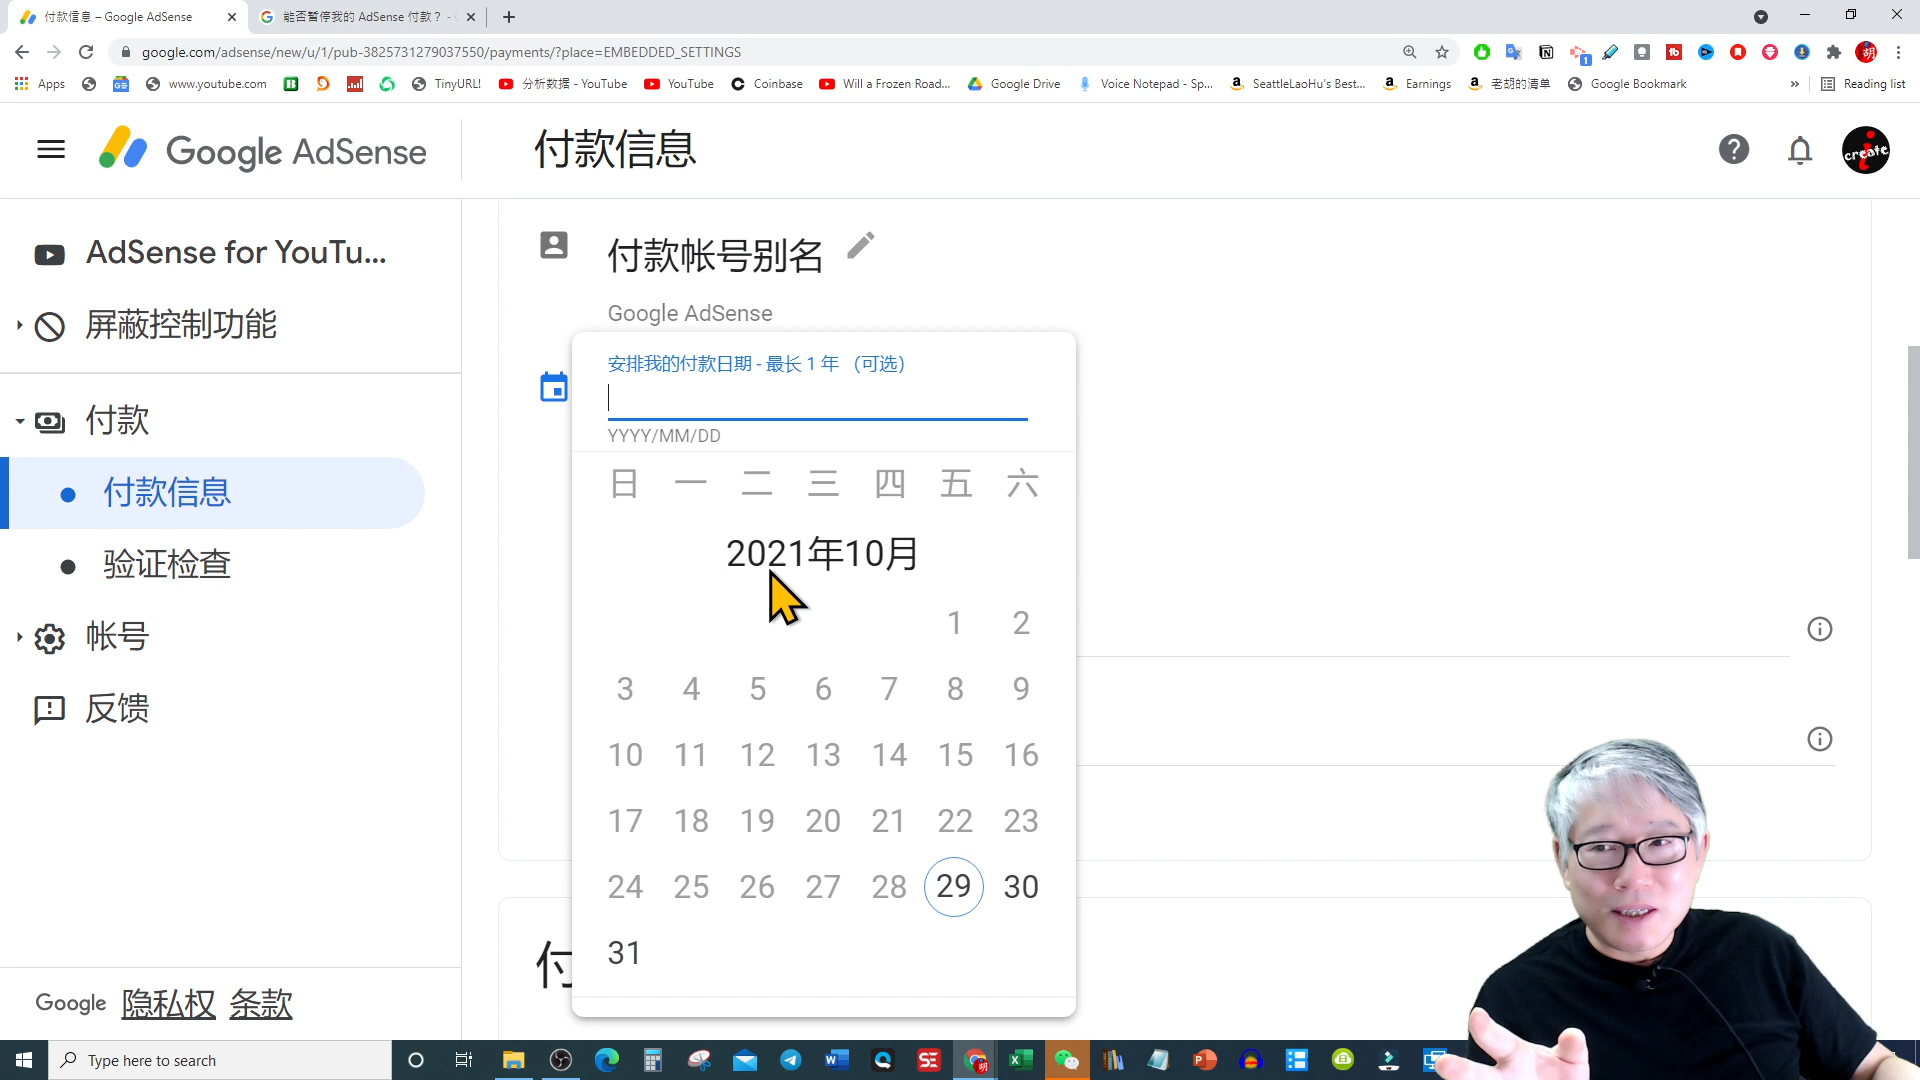 付款信息 – Google AdSense
能否暂停我的 AdSense 付款？ -
google.com/adsense/new/u/1/pub-3825731279037550/payments/?place=EMBEDDED_SETTINGS
Apps
www.youtube.com
TinyURL!
分析数据 - YouTube
YouTube
Coinbase
Will a Frozen Road...
Google Drive
Voice Notepad - Sp...
SeattleLaoHu's Best...
Earnings
老胡的清单
Google Bookmark
»
Reading list
Google AdSense
付款信息
create
AdSense for YouTu...
屏蔽控制功能
付款
付款信息
验证检查
帐号
反馈
Google 隐私权 条款
付款帐号别名
Google AdSense
安排我的付款日期 - 最长 1 年 （可选）
YYYY/MM/DD
日 一 二 三 四 五 六
2021年10月
1 2
3 4 5 6 7 8 9
10 11 12 13 14 15 16
17 18 19 20 21 22 23
24 25 26 27 28 29 30
31
付
Type here to search